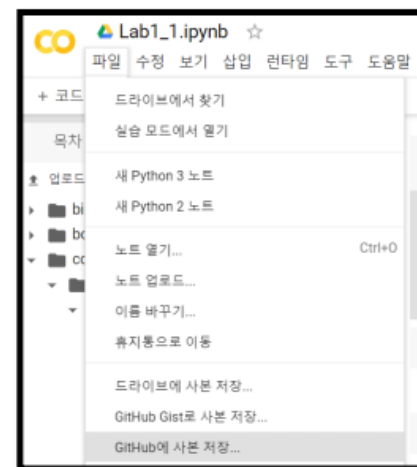 CO
Lab1_1.ipynb
파일 수정 보기 삽입 런타임 도구 도움말
+ 코드
드라이브에서 찾기
실습 모드에서 열기
목차
업로드
새 Python 3 노트
bi
새 Python 2 노트
노트 열기... Ctrl+O
노트 업로드...
이름 바꾸기...
휴지통으로 이동
드라이브에 사본 저장...
GitHub Gist로 사본 저장...
GitHub에 사본 저장...